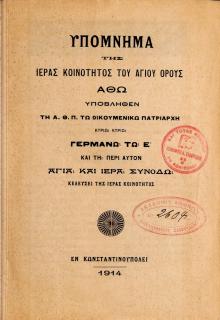 ΥΠΟΜΝΗΜΑ
ΤΗΣ
ΙΕΡΑΣ ΚΟΙΝΟΤΗΤΟΣ ΤΟΥ ΑΓΙΟΥ ΟΡΟΥΣ
ΑΘΩ
ΥΠΟΒΛΗΘΕΝ
ΤΗ Α. Θ. Π. ΤΩ ΟΙΚΟΥΜΕΝΙΚΩ ΠΑΤΡΙΑΡΧΗ
ΚΥΡΙΩ ΚΥΡΙΩ
ΓΕΡΜΑΝΩ ΤΩ Ε΄
ΚΑΙ ΤΗ ΠΕΡΙ ΑΥΤΟΝ
ΑΓΙΑ ΚΑΙ ΙΕΡΑ ΣΥΝΟΔΩ
ΚΕΛΕΥΣΕΙ ΤΗΣ ΙΕΡΑΣ ΚΟΙΝΟΤΗΤΟΣ
2604
ΕΝ ΚΩΝΣΤΑΝΤΙΝΟΥΠΟΛΕΙ
1914